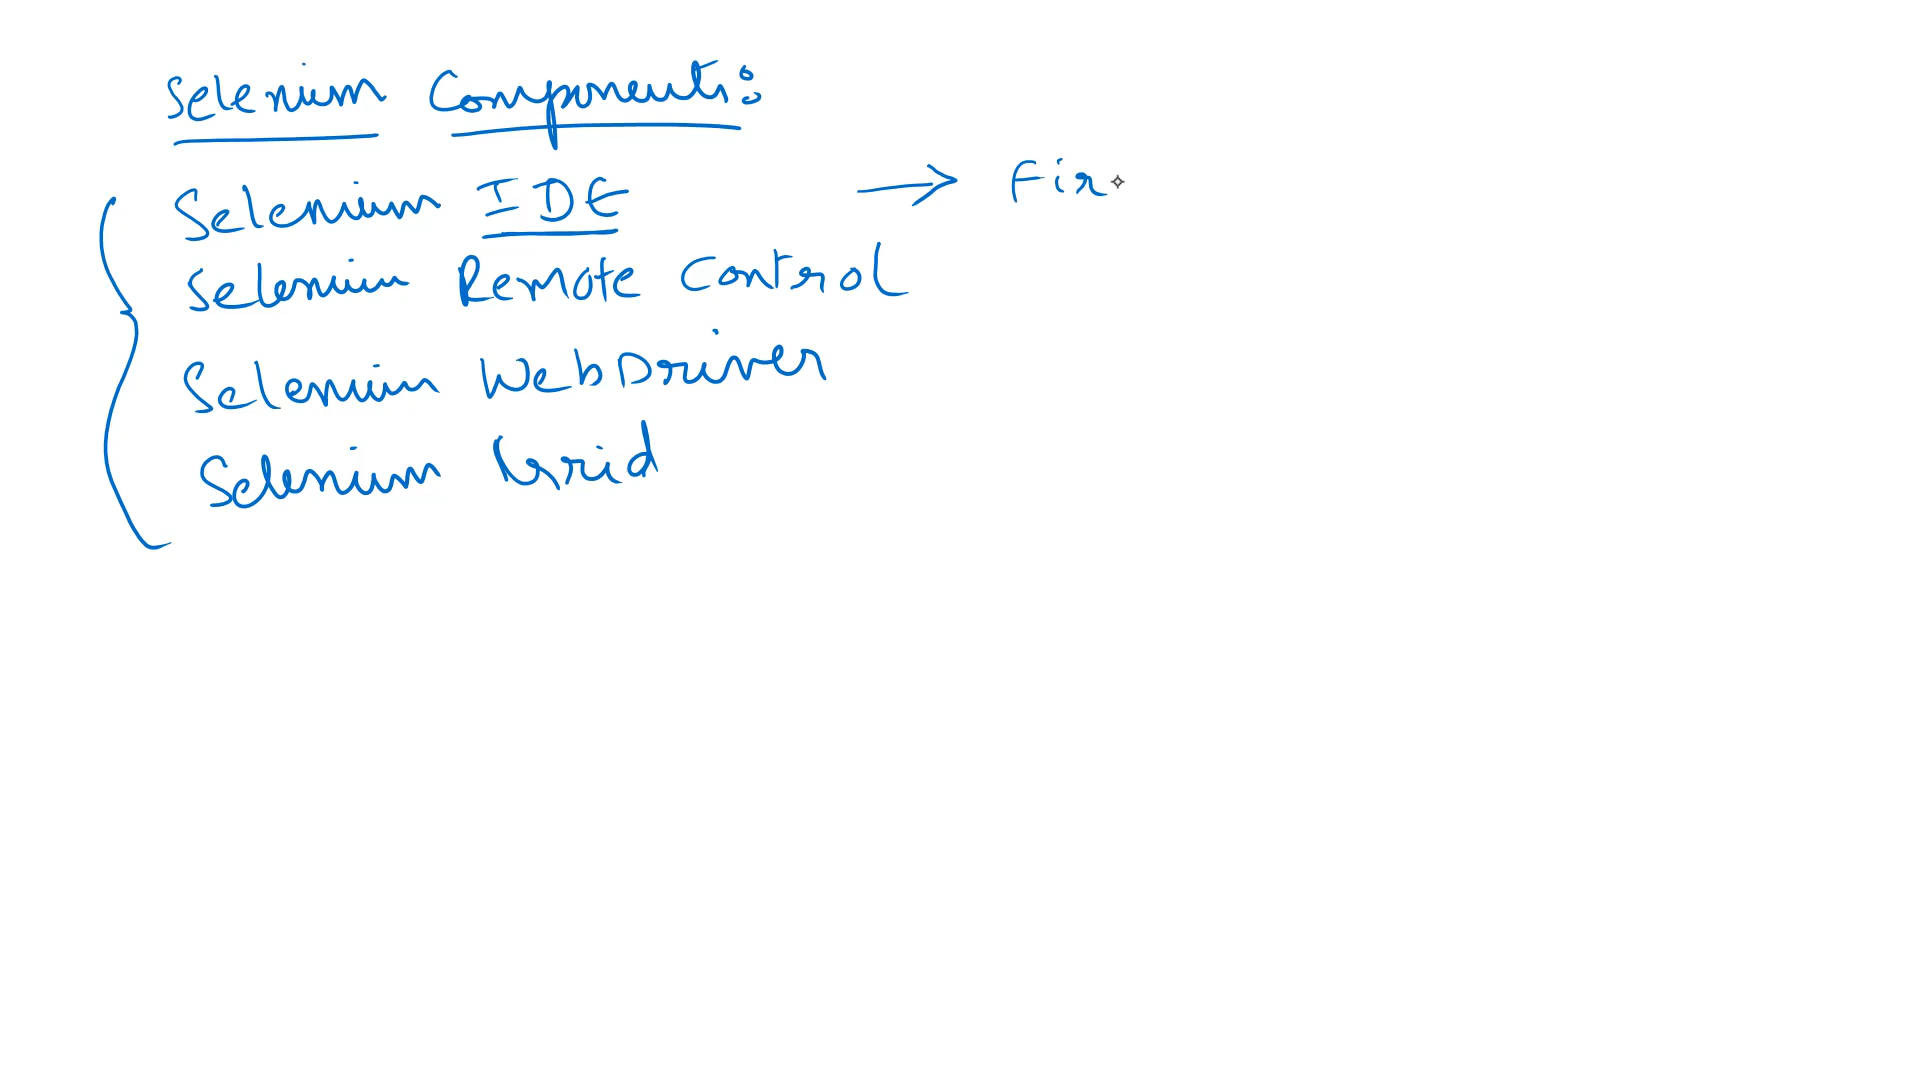 Selenium Components:
Selenium IDE → Fir
Selenium Remote Control
Selenium WebDriver
Selenium Grid